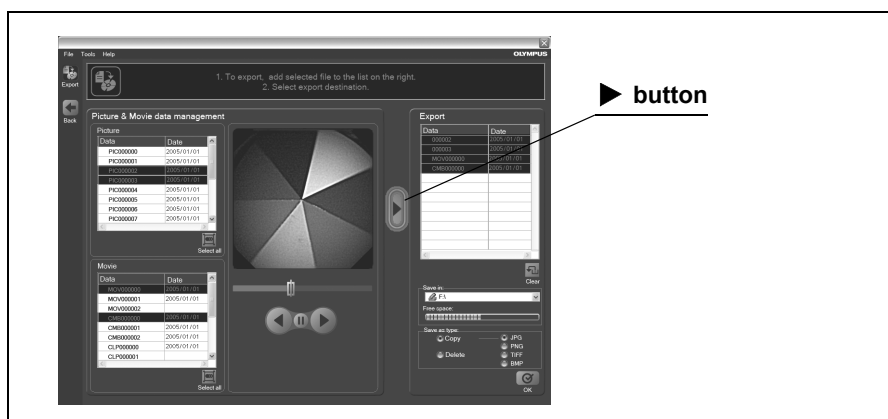 File Tools Help
OLYMPUS
Export
1. To export, add selected file to the list on the right.
2. Select export destination.
Back
Picture & Movie data management
Picture
Data Date
PIC000000 2005/01/01
PIC000001 2005/01/01
PIC000002 2005/01/01
PIC000003 2005/01/01
PIC000004 2005/01/01
PIC000005 2005/01/01
PIC000006 2005/01/01
PIC000007 2005/01/01
Select all
Movie
Data Date
MOV000000 2005/01/01
MOV000001 2005/01/01
MOV000002
CMB000000 2005/01/01
CMB000001 2005/01/01
CMB000002 2005/01/01
CLP000000 2005/01/01
CLP000001
Select all
Export
Data Date
000002 2005/01/01
000003 2005/01/01
MOV000000 2005/01/01
CMB000000 2005/01/01
Clear
Save in:
F:\
Free space:
Save as type:
Copy JPG
PNG
Delete TIFF
BMP
OK
▶ button